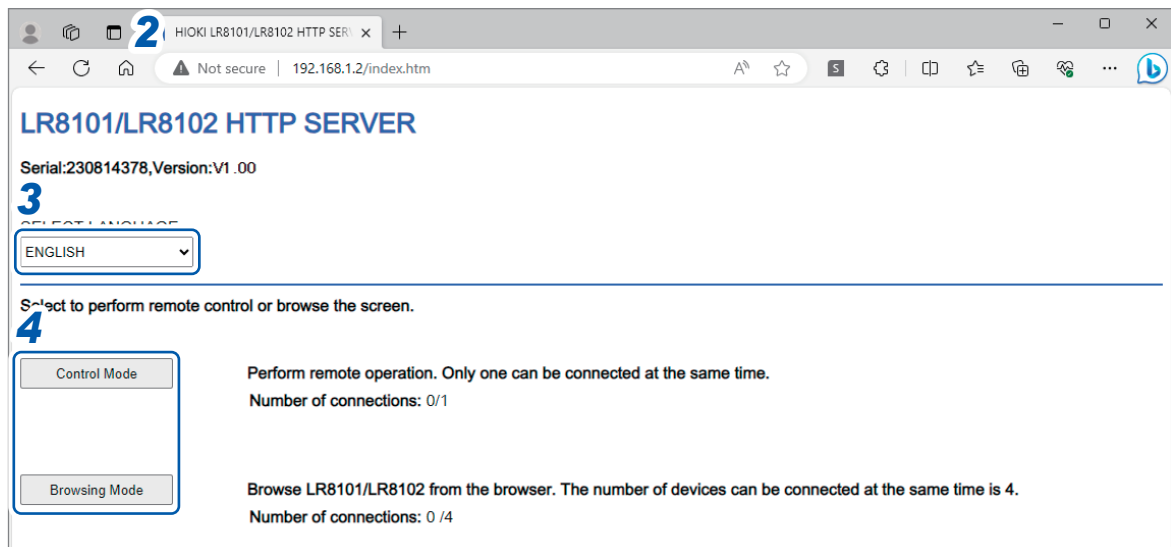 2
HIOKI LR8101/LR8102 HTTP SER
Not secure 192.168.1.2/index.htm
LR8101/LR8102 HTTP SERVER
Serial:230814378,Version:V1.00
3
SELECT LANGUAGE
ENGLISH
Select to perform remote control or browse the screen.
4
Control Mode Perform remote operation. Only one can be connected at the same time.
Number of connections: 0/1
Browsing Mode Browse LR8101/LR8102 from the browser. The number of devices can be connected at the same time is 4.
Number of connections: 0 /4